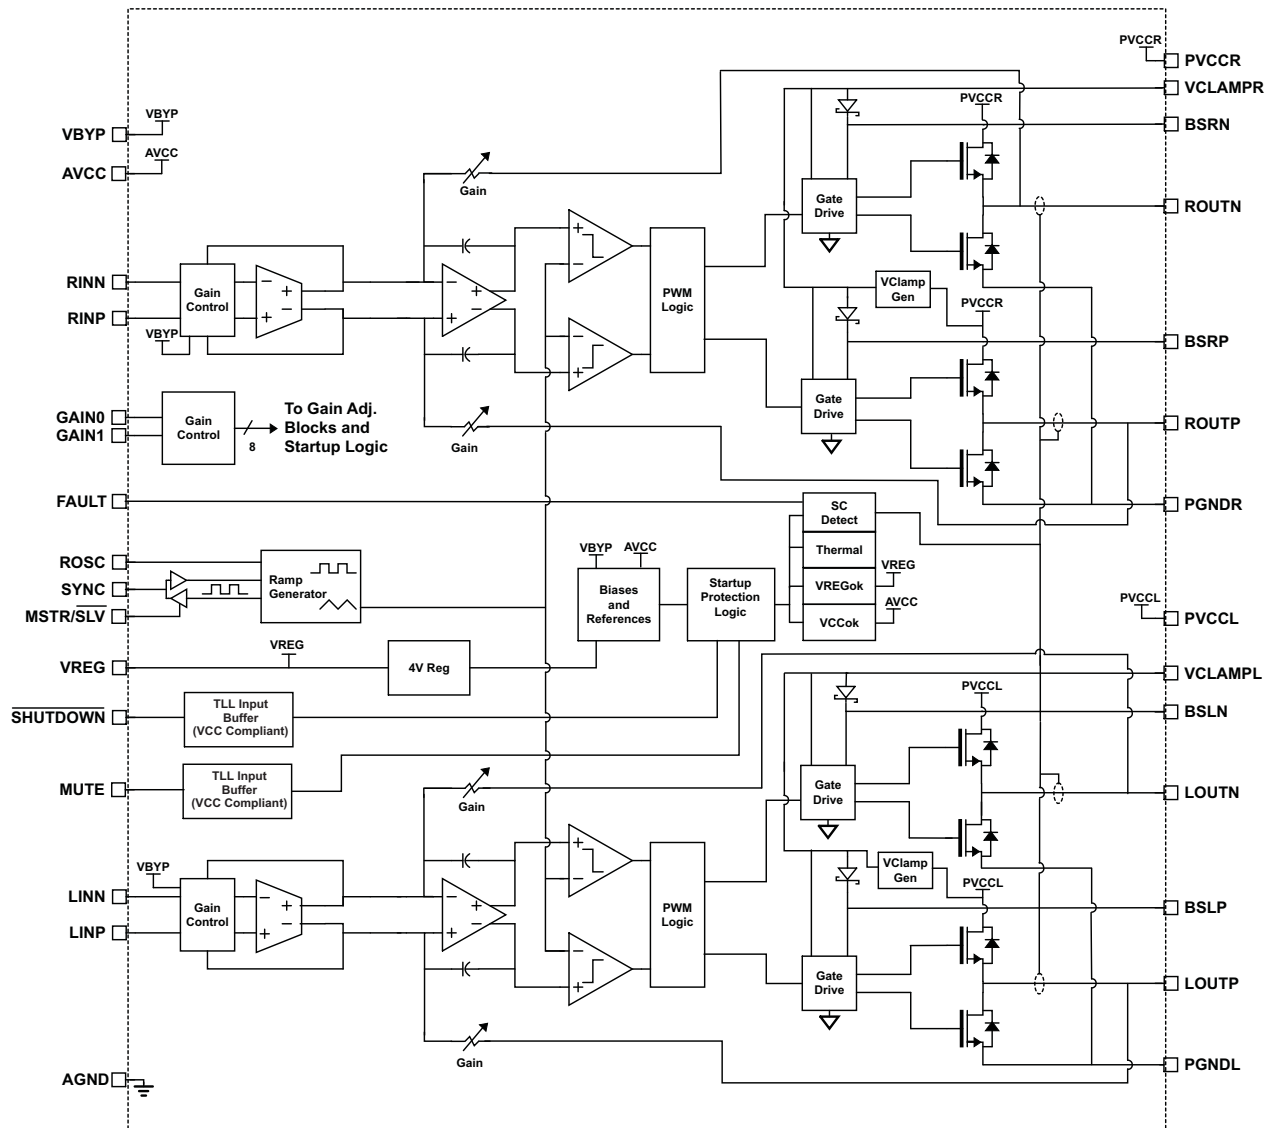 PVCCR
PVCCR
VCLAMPR
PVCCR
BSRN
VBYP
VBYP
AVCC
AVCC
Gain
Gate
Drive
ROUTN
RINN
RINP
Gain
Control
VBYP
− +
+ −
− +
+ −
+
−
−
+
PWM
Logic
VClamp
Gen
PVCCR
BSRP
GAIN0
GAIN1
Gain
Control
8
To Gain Adj.
Blocks and
Startup Logic
Gain
Gate
Drive
ROUTP
FAULT
SC
Detect
PGNDR
ROSC
SYNC
MSTR/SLV
Ramp
Generator
VBYP
AVCC
Biases
and
References
Startup
Protection
Logic
Thermal
VREGok
VREG
VCCok
AVCC
PVCCL
PVCCL
VREG
VREG
4V Reg
VCLAMPL
PVCCL
SHUTDOWN
TLL Input
Buffer
(VCC Compliant)
BSLN
MUTE
TLL Input
Buffer
(VCC Compliant)
Gain
Gate
Drive
LOUTN
VBYP
LINN
LINP
Gain
Control
− +
+ −
− +
+ −
+
−
−
+
PWM
Logic
VClamp
Gen
PVCCL
BSLP
Gate
Drive
LOUTP
Gain
PGNDL
AGND